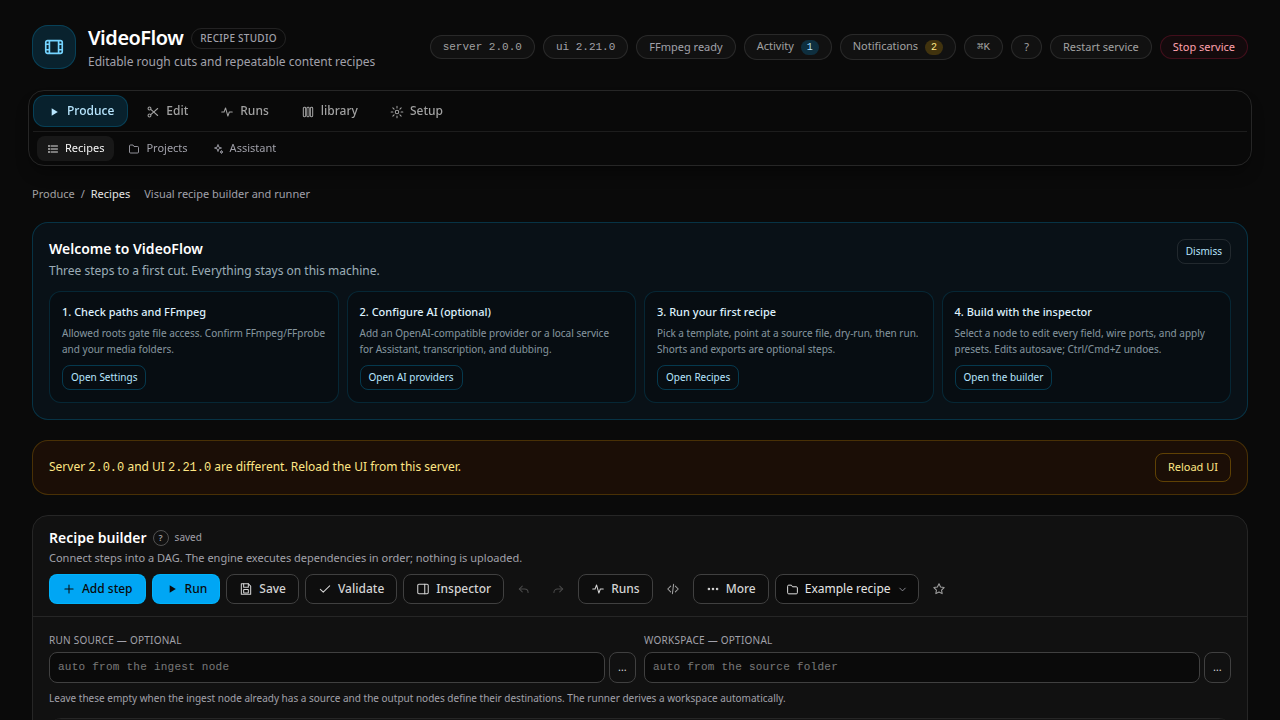 VideoFlow RECIPE STUDIO
Editable rough cuts and repeatable content recipes
server 2.0.0 ui 2.21.0 FFmpeg ready Activity 1 Notifications 2 ⌘K ? Restart service Stop service
Produce Edit Runs library Setup
Recipes Projects Assistant
Produce / Recipes Visual recipe builder and runner
Welcome to VideoFlow
Dismiss
Three steps to a first cut. Everything stays on this machine.
1. Check paths and FFmpeg
Allowed roots gate file access. Confirm FFmpeg/FFprobe
and your media folders.
Open Settings
2. Configure AI (optional)
Add an OpenAI-compatible provider or a local service
for Assistant, transcription, and dubbing.
Open AI providers
3. Run your first recipe
Pick a template, point at a source file, dry-run, then run.
Shorts and exports are optional steps.
Open Recipes
4. Build with the inspector
Select a node to edit every field, wire ports, and apply
presets. Edits autosave; Ctrl/Cmd+Z undoes.
Open the builder
Server 2.0.0 and UI 2.21.0 are different. Reload the UI from this server.
Reload UI
Recipe builder ? saved
Connect steps into a DAG. The engine executes dependencies in order; nothing is uploaded.
Add step Run Save Validate Inspector Runs More Example recipe
RUN SOURCE — OPTIONAL
auto from the ingest node ...
WORKSPACE — OPTIONAL
auto from the source folder ...
Leave these empty when the ingest node already has a source and the output nodes define their destinations. The runner derives a workspace automatically.